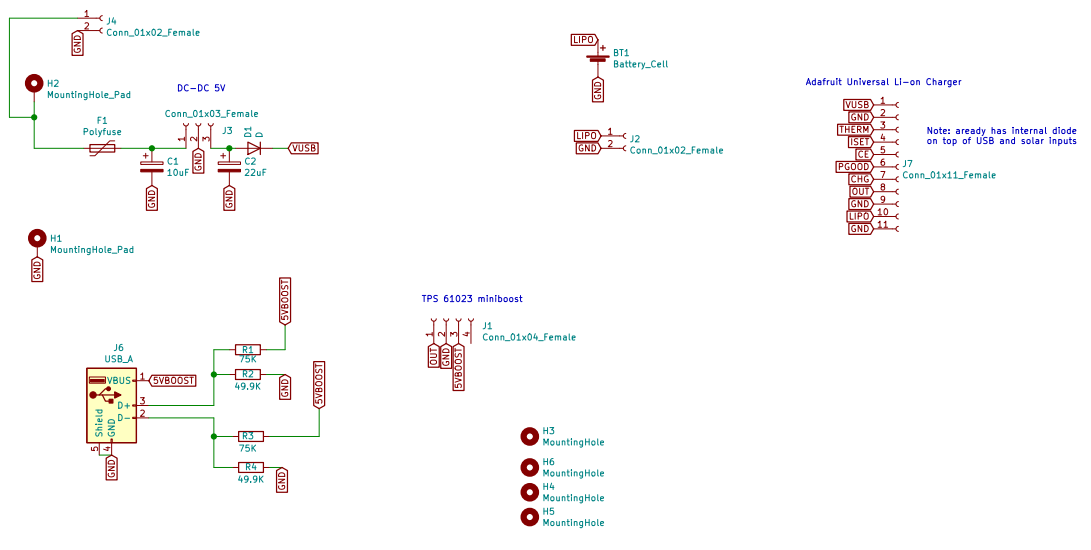 1
2
J4
Conn_01x02_Female
GND
H2
MountingHole_Pad
DC-DC 5V
Conn_01x03_Female
F1
Polyfuse
1
2
3
J3
D1
D
VUSB
GND
+
C1
10uF
+
C2
22uF
GND
GND
H1
MountingHole_Pad
GND
LIPO
+
BT1
Battery_Cell
GND
LIPO 1
GND 2
J2
Conn_01x02_Female
Adafruit Universal Li-on Charger
VUSB 1
GND 2
THERM 3
ISET 4
CE 5
PGOOD 6
CHG 7
OUT 8
GND 9
LIPO 10
GND 11
J7
Conn_01x11_Female
Note: aready has internal diode
on top of USB and solar inputs
5VBOOST
J6
USB_A
VBUS 1 5VBOOST
D+ 3
D- 2
Shield
GND
5
4
GND
R1
75K
R2
49.9K
GND
5VBOOST
R3
75K
R4
49.9K
GND
TPS 61023 miniboost
1
2
3
4
J1
Conn_01x04_Female
OUT
GND
5VBOOST
H3
MountingHole
H6
MountingHole
H4
MountingHole
H5
MountingHole